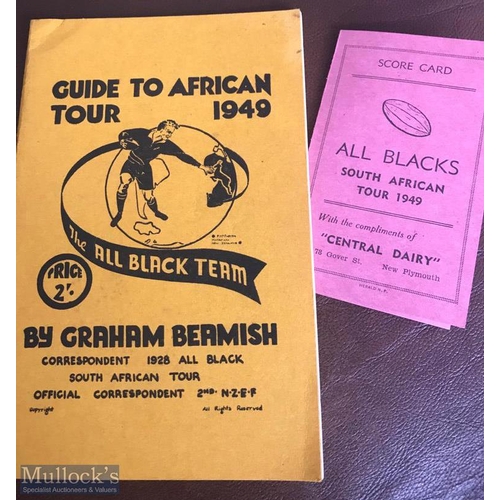 GUIDE TO AFRICAN
TOUR 1949
The ALL BLACK TEAM
PRICE
2/-
BY GRAHAM BEAMISH
CORRESPONDENT 1928 ALL BLACK
SOUTH AFRICAN TOUR
OFFICIAL CORRESPONDENT 2ND. N.Z.E.F
Copyright All Rights Reserved
SCORE CARD
ALL BLACKS
SOUTH AFRICAN
TOUR 1949
With the compliments of
"CENTRAL DAIRY"
78 Gover St. New Plymouth
HERALD N.P.
Mullock's
Specialist Auctioneers & Valuers